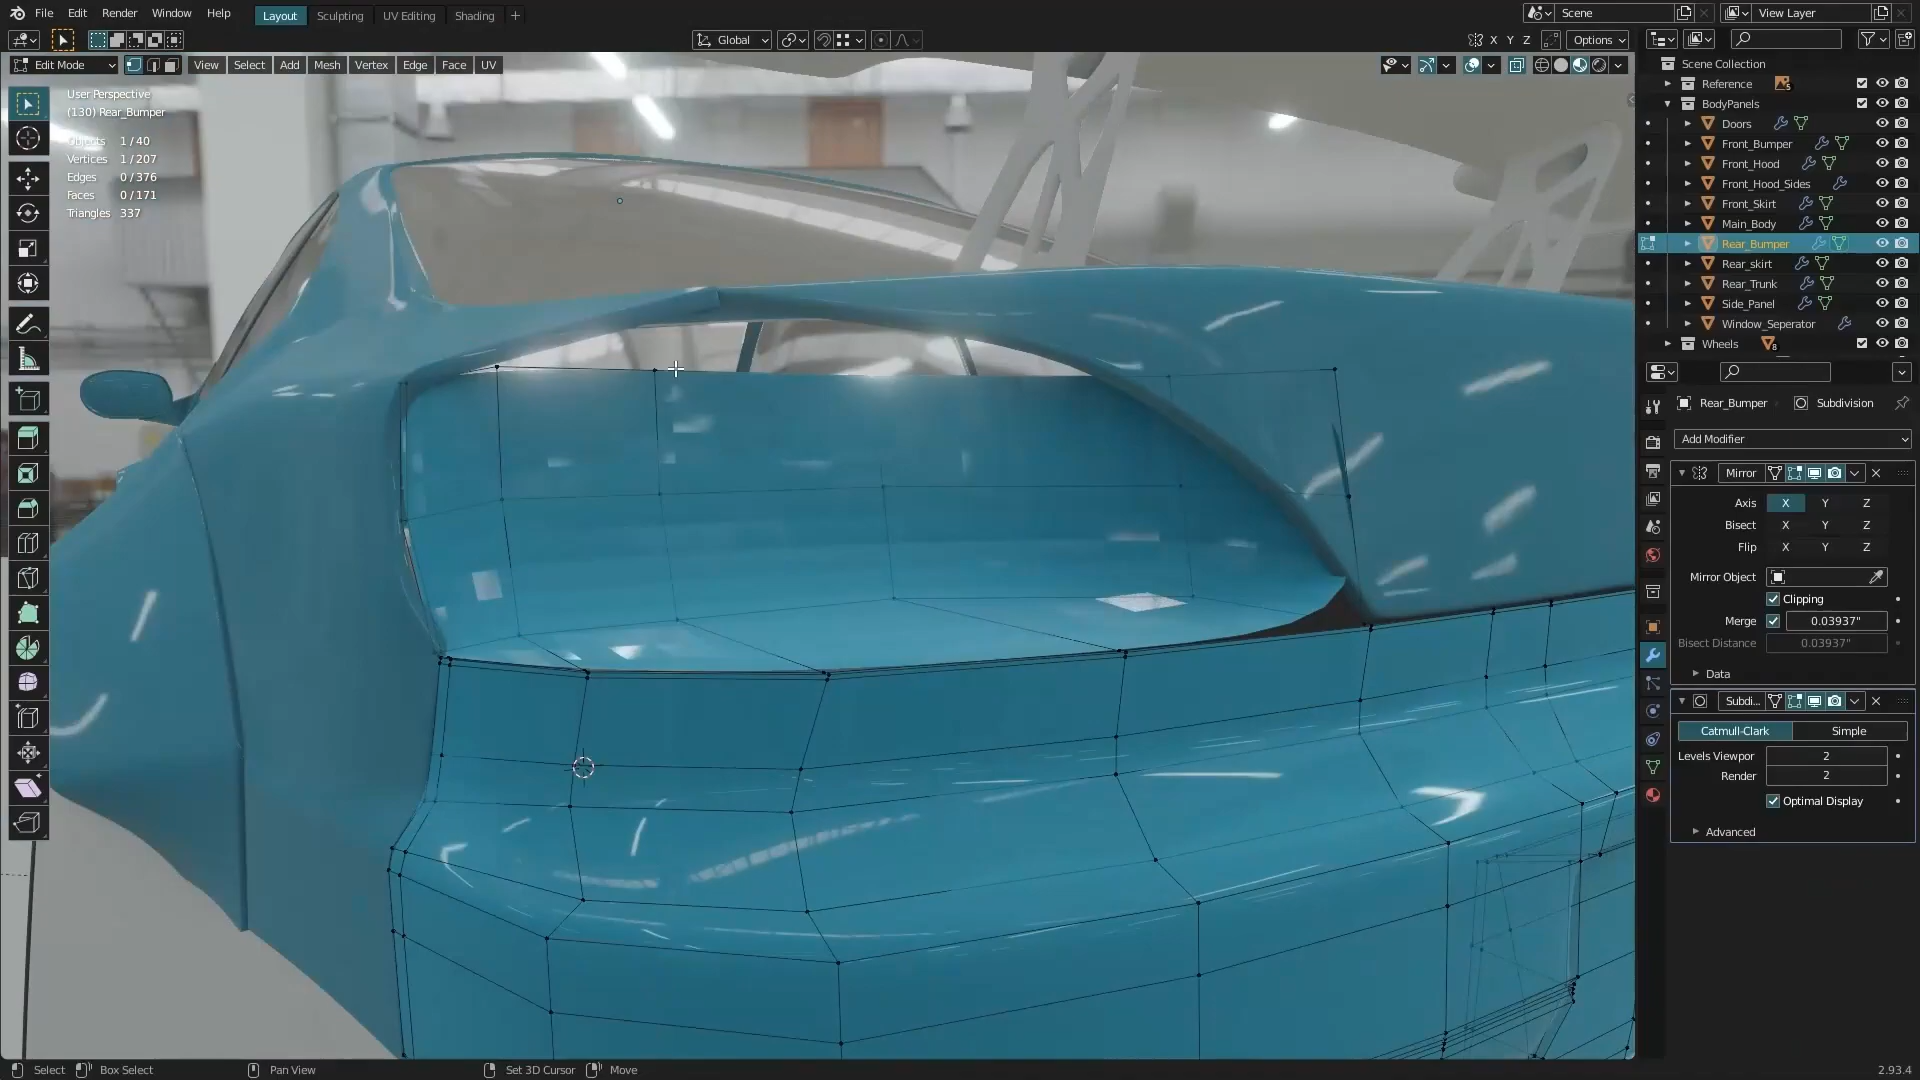 File Edit Render Window Help Layout Sculpting UV Editing Shading + Scene View Layer
Global X Y Z Options
Edit Mode View Select Add Mesh Vertex Edge Face UV
User Perspective
(130) Rear_Bumper
Objects 1 / 40
Vertices 1 / 207
Edges 0 / 376
Faces 0 / 171
Triangles 337
Scene Collection
Reference 5
BodyPanels
Doors
Front_Bumper
Front_Hood
Front_Hood_Sides
Front_Skirt
Main_Body
Rear_Bumper
Rear_skirt
Rear_Trunk
Side_Panel
Window_Seperator
Wheels 8
Rear_Bumper Subdivision
Add Modifier
Mirror
Axis X Y Z
Bisect X Y Z
Flip X Y Z
Mirror Object
Clipping
Merge 0.03937"
Bisect Distance 0.03937"
Data
Subdi...
Catmull-Clark Simple
Levels Viewpor 2
Render 2
Optimal Display
Advanced
Select Box Select Pan View Set 3D Cursor Move 2.93.4